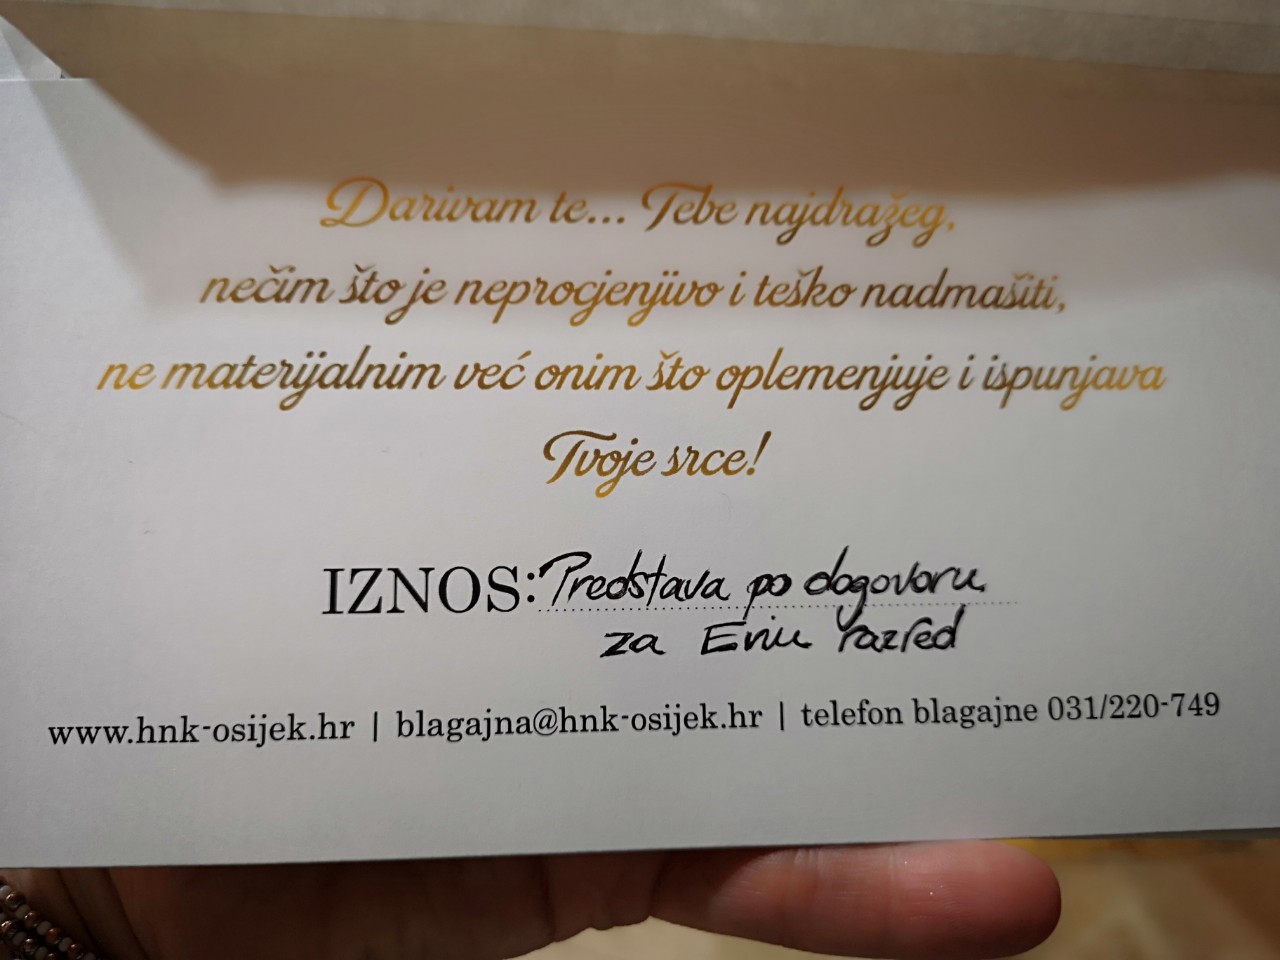 Darivam te... Tebe najdražeg,
nečim što je neprocjenjivo i teško nadmašiti,
ne materijalnim već onim što oplemenjuje i ispunjava
Tvoje srce!
IZNOS: Predstava po dogovoru
za Erin razred
www.hnk-osijek.hr | blagajna@hnk-osijek.hr | telefon blagajne 031/220-749